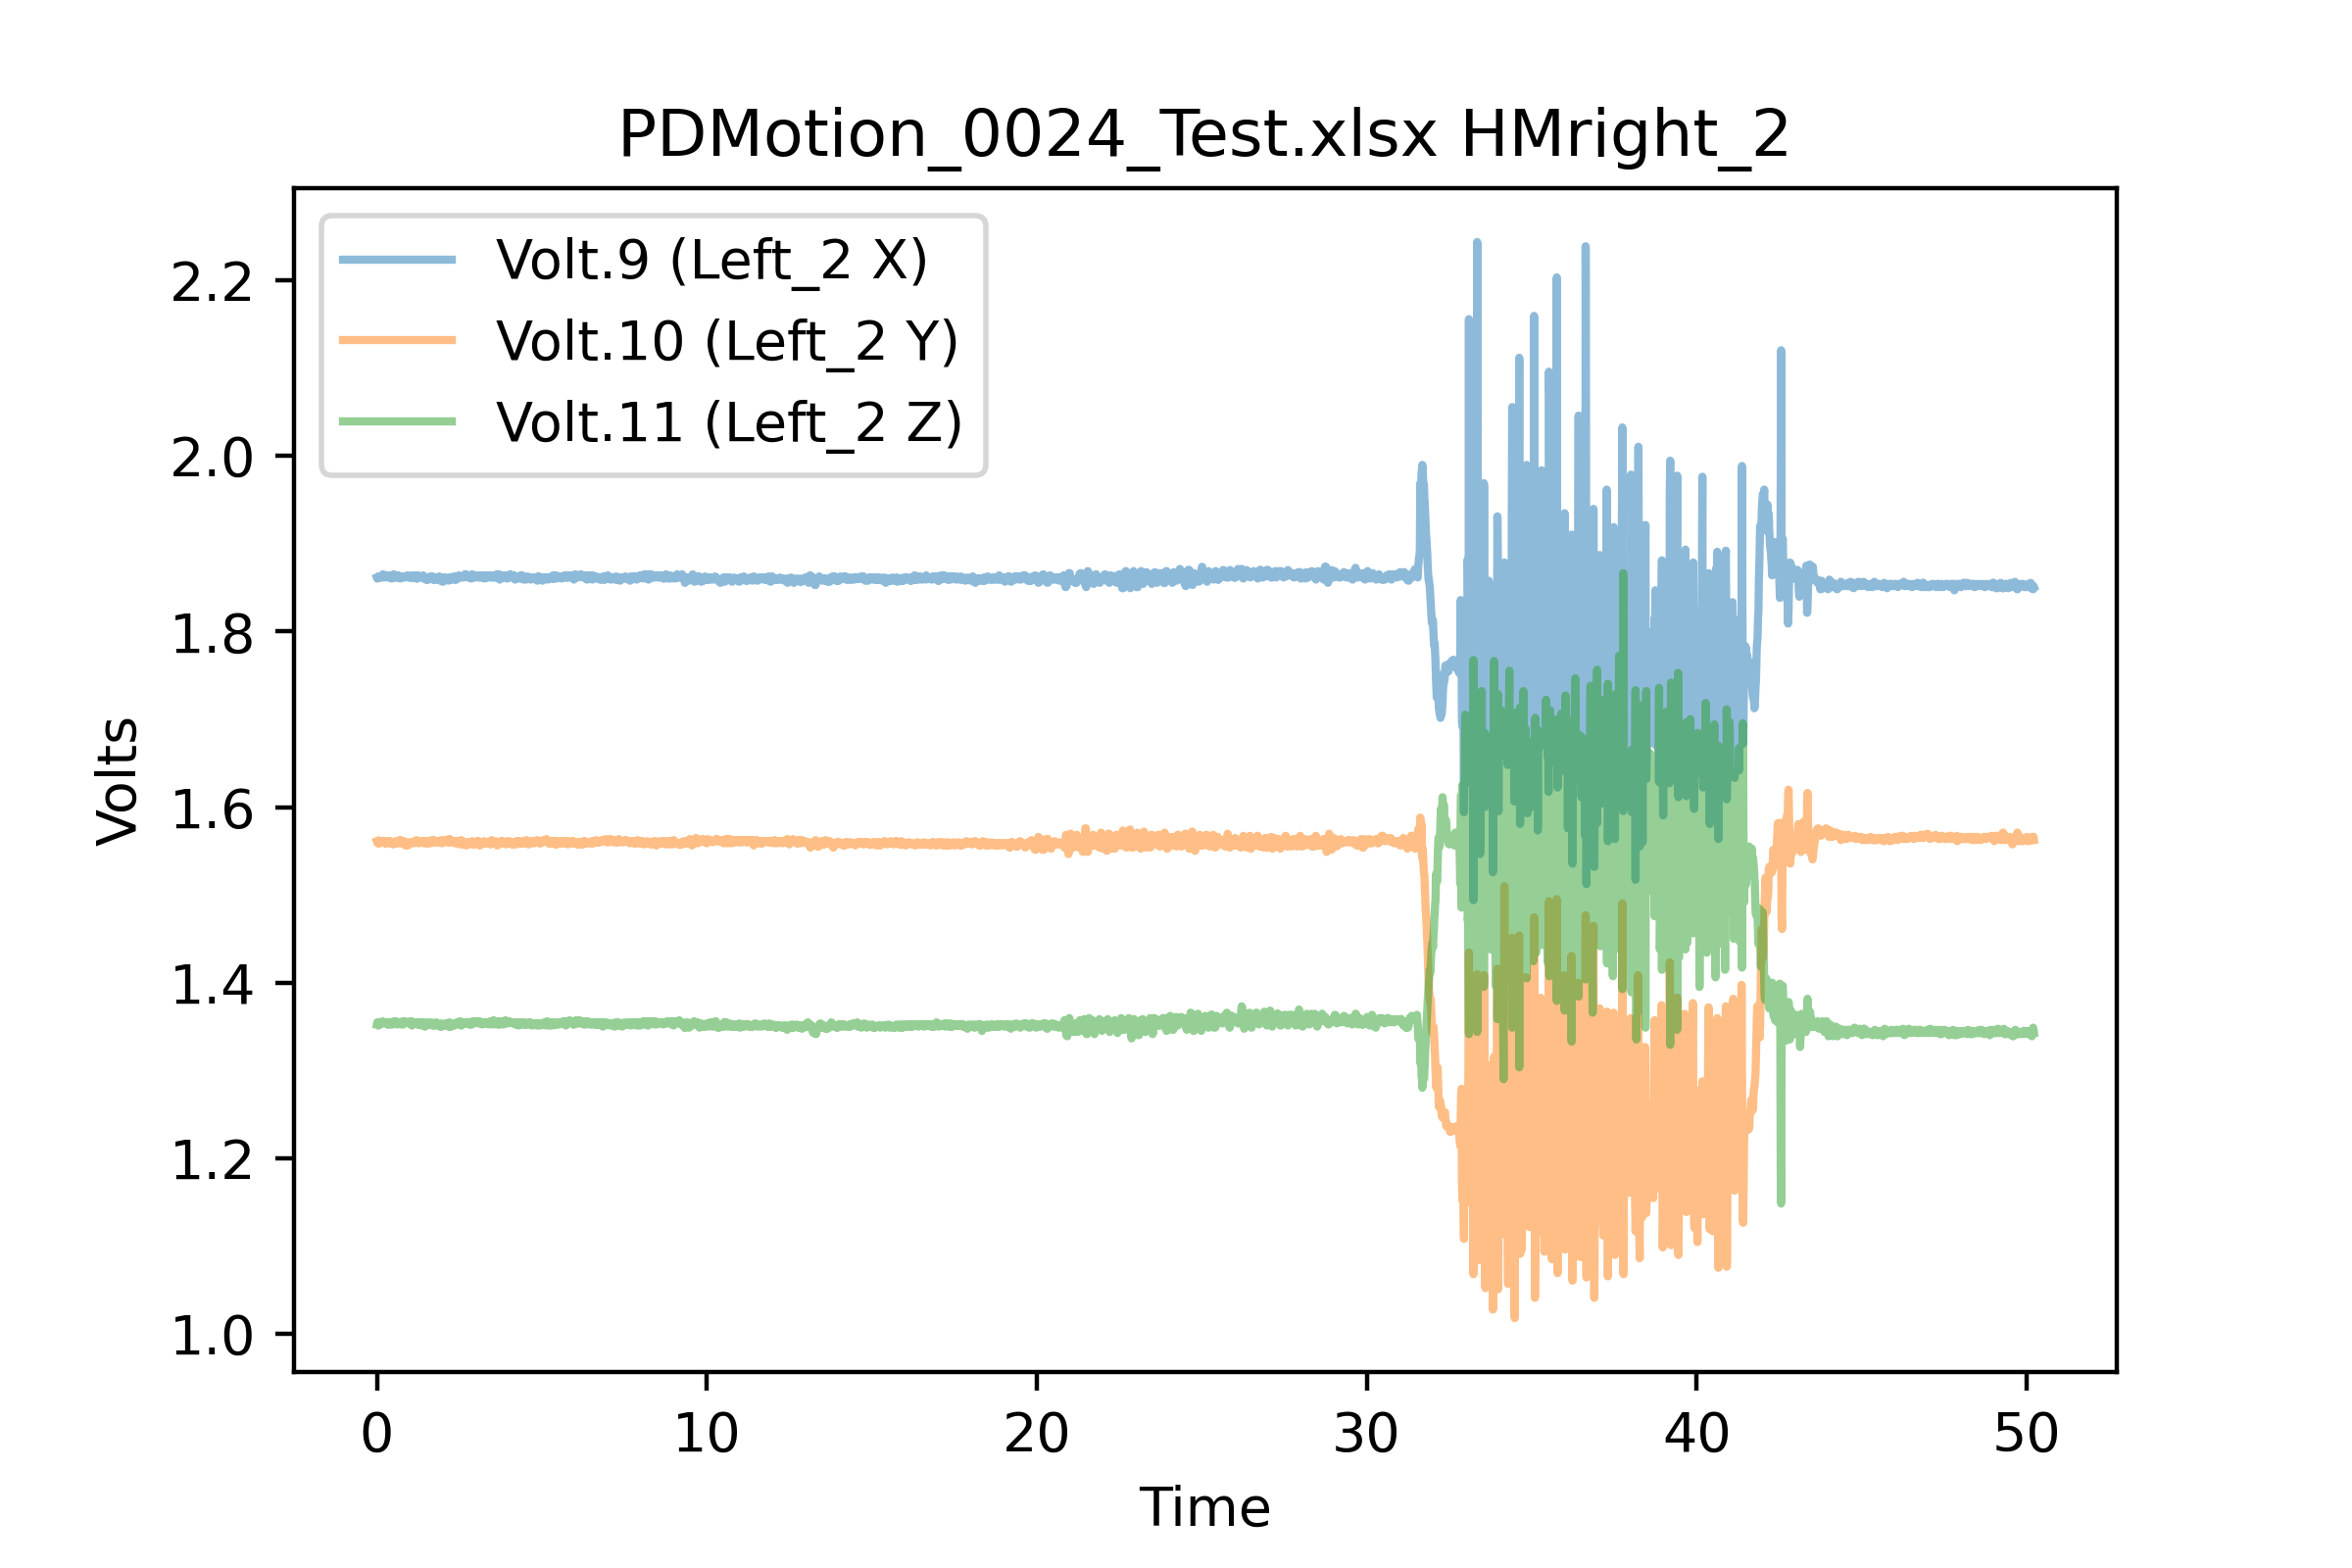 PDMotion_0024_Test.xlsx HMright_2
Volt.9 (Left_2 X)
Volt.10 (Left_2 Y)
Volt.11 (Left_2 Z)
2.2
2.0
1.8
1.6
1.4
1.2
1.0
Volts
0 10 20 30 40 50
Time